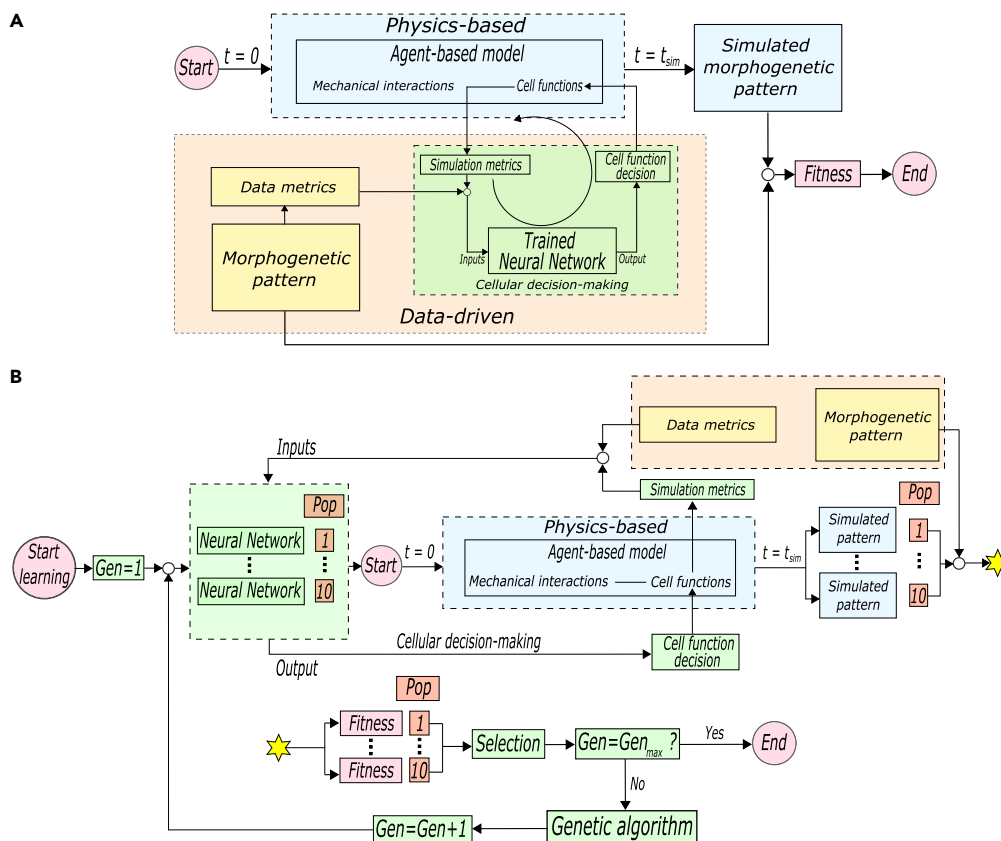 A
Physics-based
Agent-based model
Mechanical interactions
Cell functions
Start
t = 0
t = tsim
Simulated
morphogenetic
pattern
Simulation metrics
Cell function
decision
Data metrics
Fitness
End
Morphogenetic
pattern
Inputs
Trained
Neural Network
Output
Cellular decision-making
Data-driven
B
Data metrics
Morphogenetic
pattern
Inputs
Simulation metrics
Pop
Pop
Physics-based
Agent-based model
Mechanical interactions
Cell functions
Start
learning
Gen=1
Neural Network
1
Neural Network
10
Start
t = 0
t = tsim
Simulated
pattern
1
Simulated
pattern
10
Cellular decision-making
Output
Cell function
decision
Pop
Fitness
1
Fitness
10
Selection
Gen=Genmax ?
Yes
End
No
Gen=Gen+1
Genetic algorithm